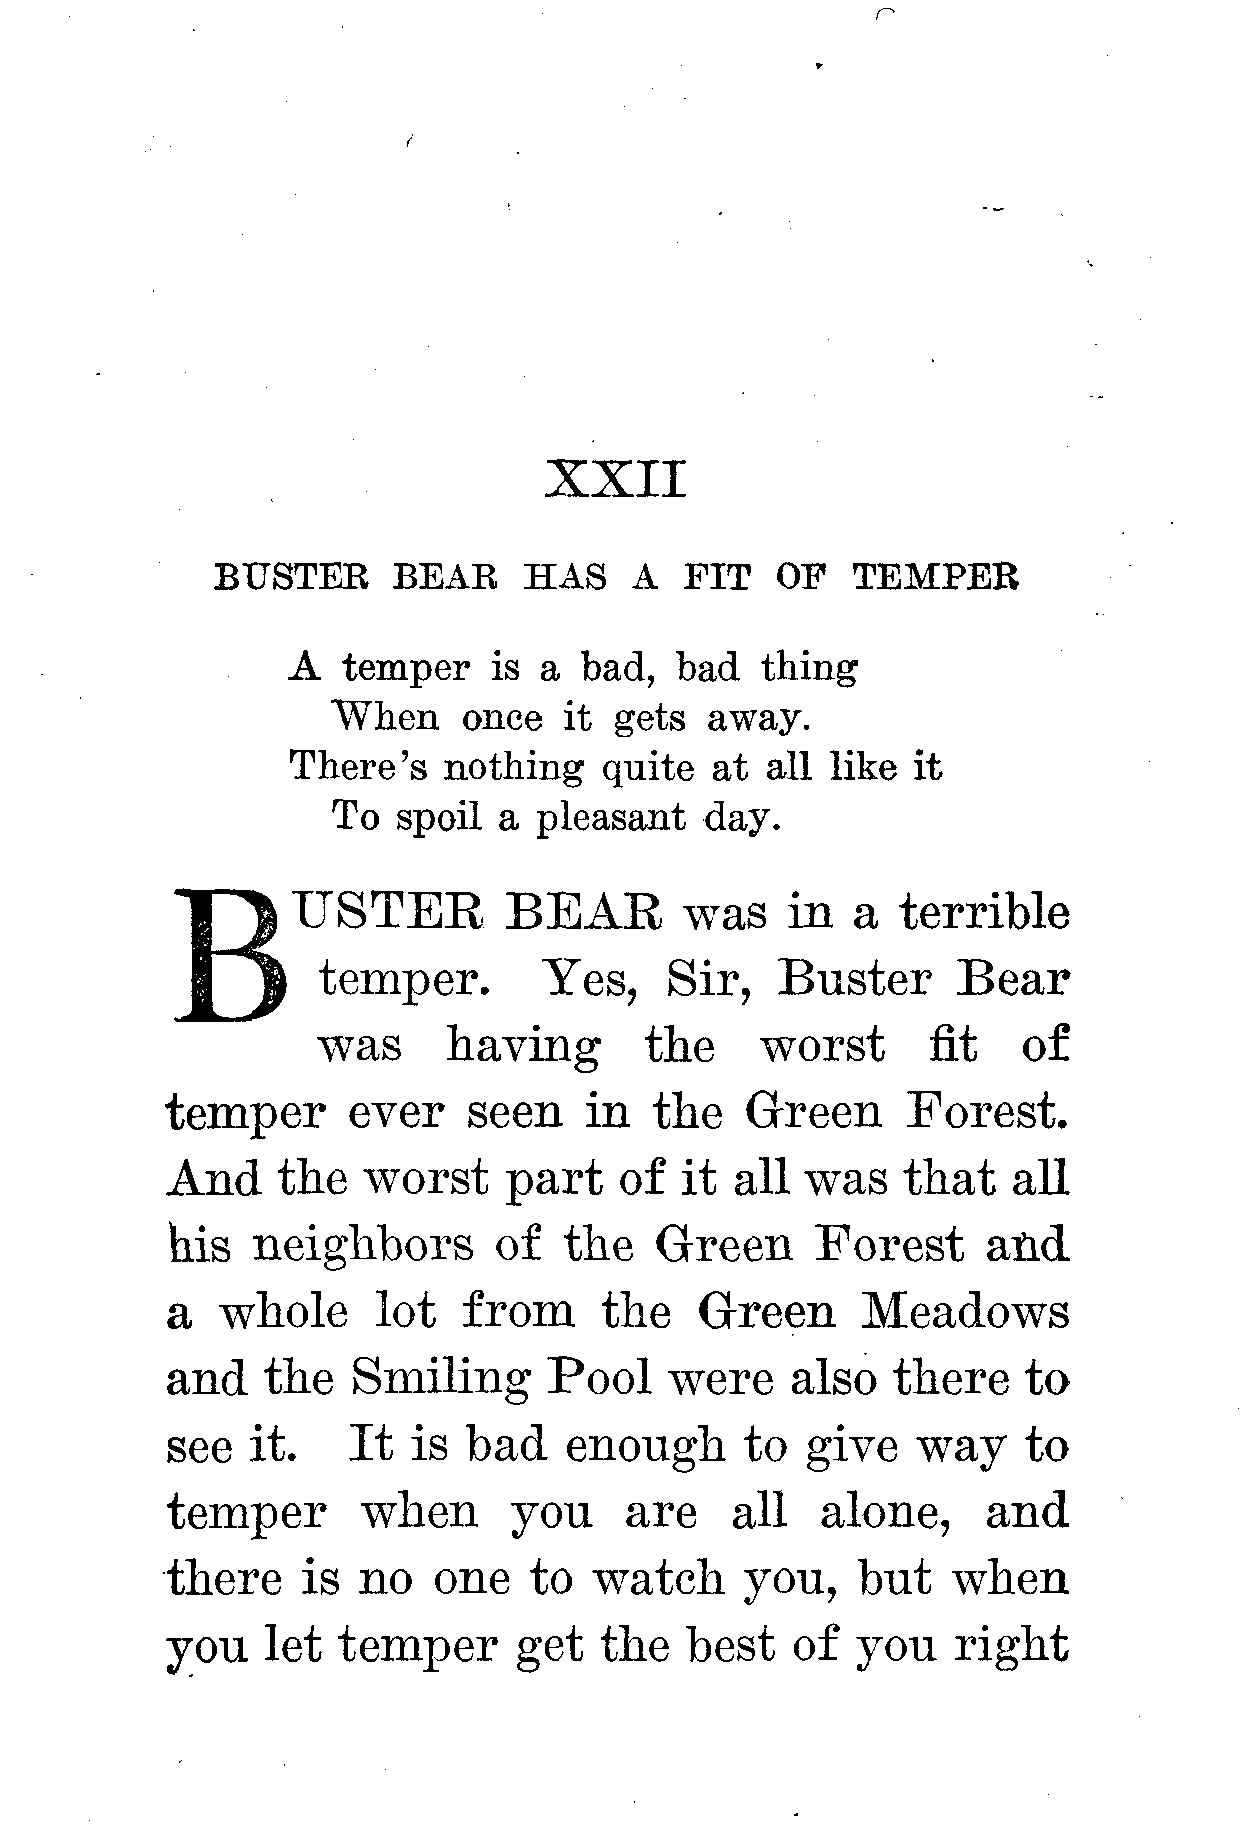 XXII
BUSTER BEAR HAS A FIT OF TEMPER
A temper is a bad, bad thing
When once it gets away.
There's nothing quite at all like it
To spoil a pleasant day.
BUSTER BEAR was in a terrible
temper. Yes, Sir, Buster Bear
was having the worst fit of
temper ever seen in the Green Forest.
And the worst part of it all was that all
his neighbors of the Green Forest and
a whole lot from the Green Meadows
and the Smiling Pool were also there to
see it. It is bad enough to give way to
temper when you are all alone, and
there is no one to watch you, but when
you let temper get the best of you right